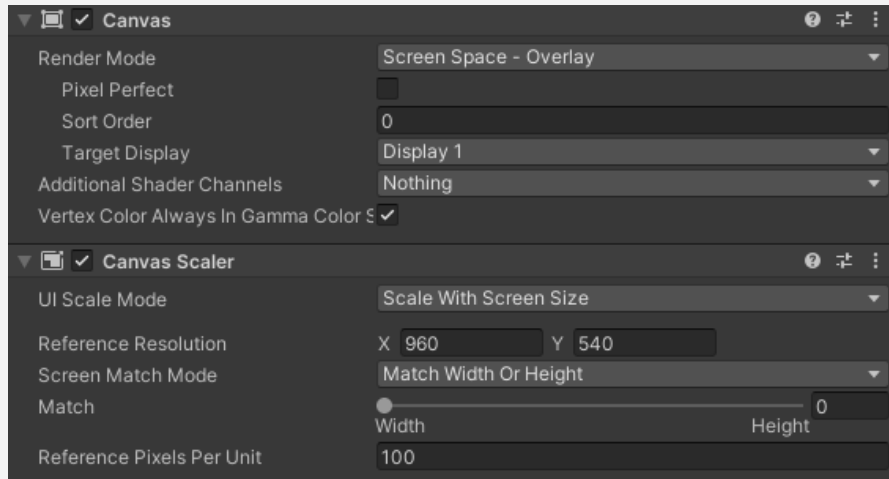 Canvas
Render Mode Screen Space - Overlay
Pixel Perfect
Sort Order 0
Target Display Display 1
Additional Shader Channels Nothing
Vertex Color Always In Gamma Color S
Canvas Scaler
UI Scale Mode Scale With Screen Size
Reference Resolution X 960 Y 540
Screen Match Mode Match Width Or Height
Match 0
Width Height
Reference Pixels Per Unit 100